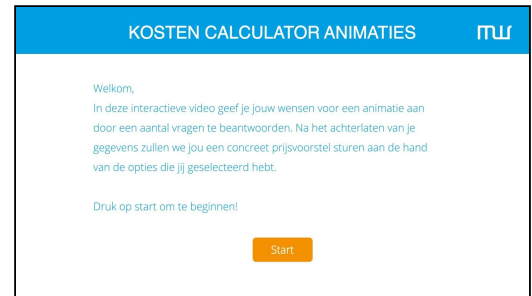 KOSTEN CALCULATOR ANIMATIES
Welkom,
In deze interactieve video geef je jouw wensen voor een animatie aan
door een aantal vragen te beantwoorden. Na het achterlaten van je
gegevens zullen we jou een concreet prijsvoorstel sturen aan de hand
van de opties die jij geselecteerd hebt.
Druk op start om te beginnen!
Start